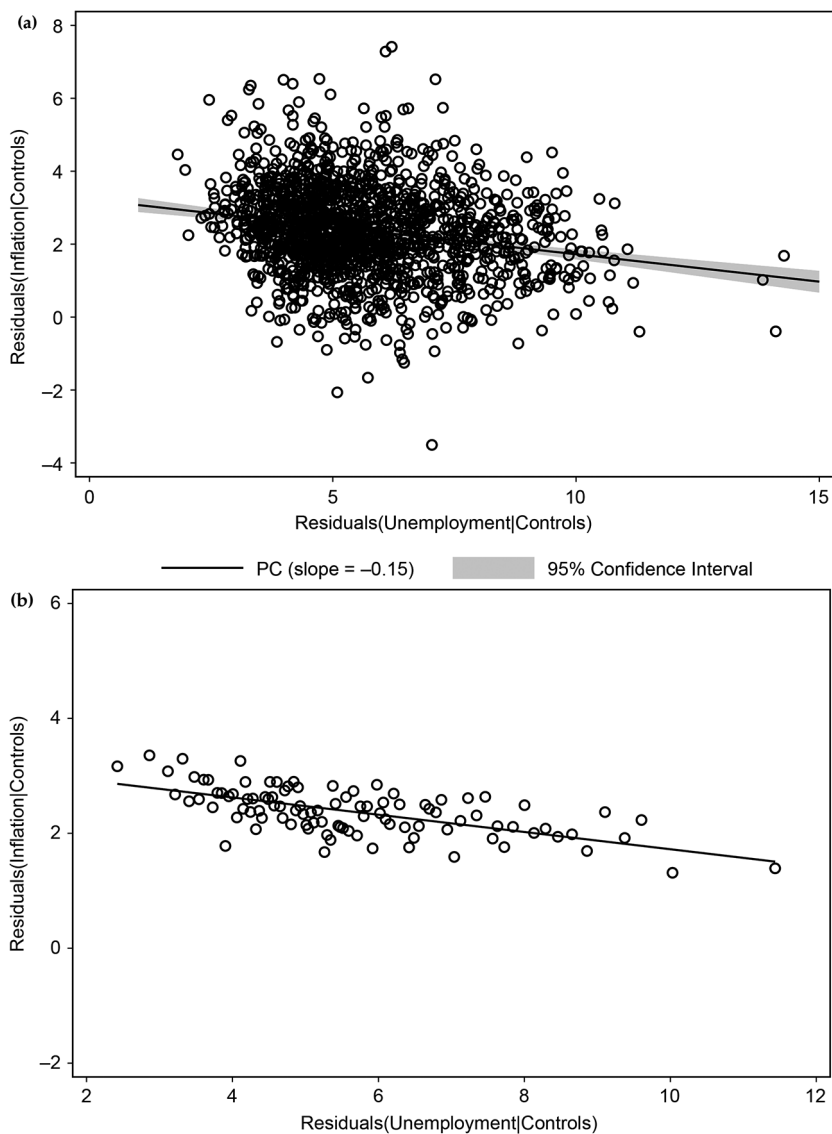 (a)
8
6
4
2
0
–2
–4
Residuals(Inflation|Controls)
0 5 10 15
Residuals(Unemployment|Controls)
PC (slope = –0.15) 95% Confidence Interval
(b)
6
4
2
0
–2
Residuals(Inflation|Controls)
2 4 6 8 10 12
Residuals(Unemployment|Controls)